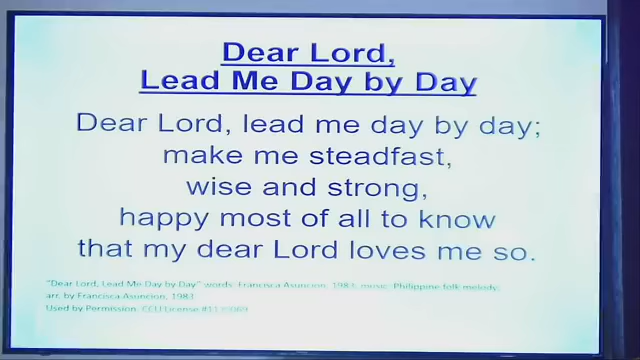 Dear Lord,
Lead Me Day by Day
Dear Lord, lead me day by day;
make me steadfast,
wise and strong,
happy most of all to know
that my dear Lord loves me so.
"Dear Lord, Lead Me Day by Day" words: Francisca Asuncion, 1983; music: Philippine folk melody;
arr. by Francisca Asuncion, 1983
Used by Permission. CCLI License